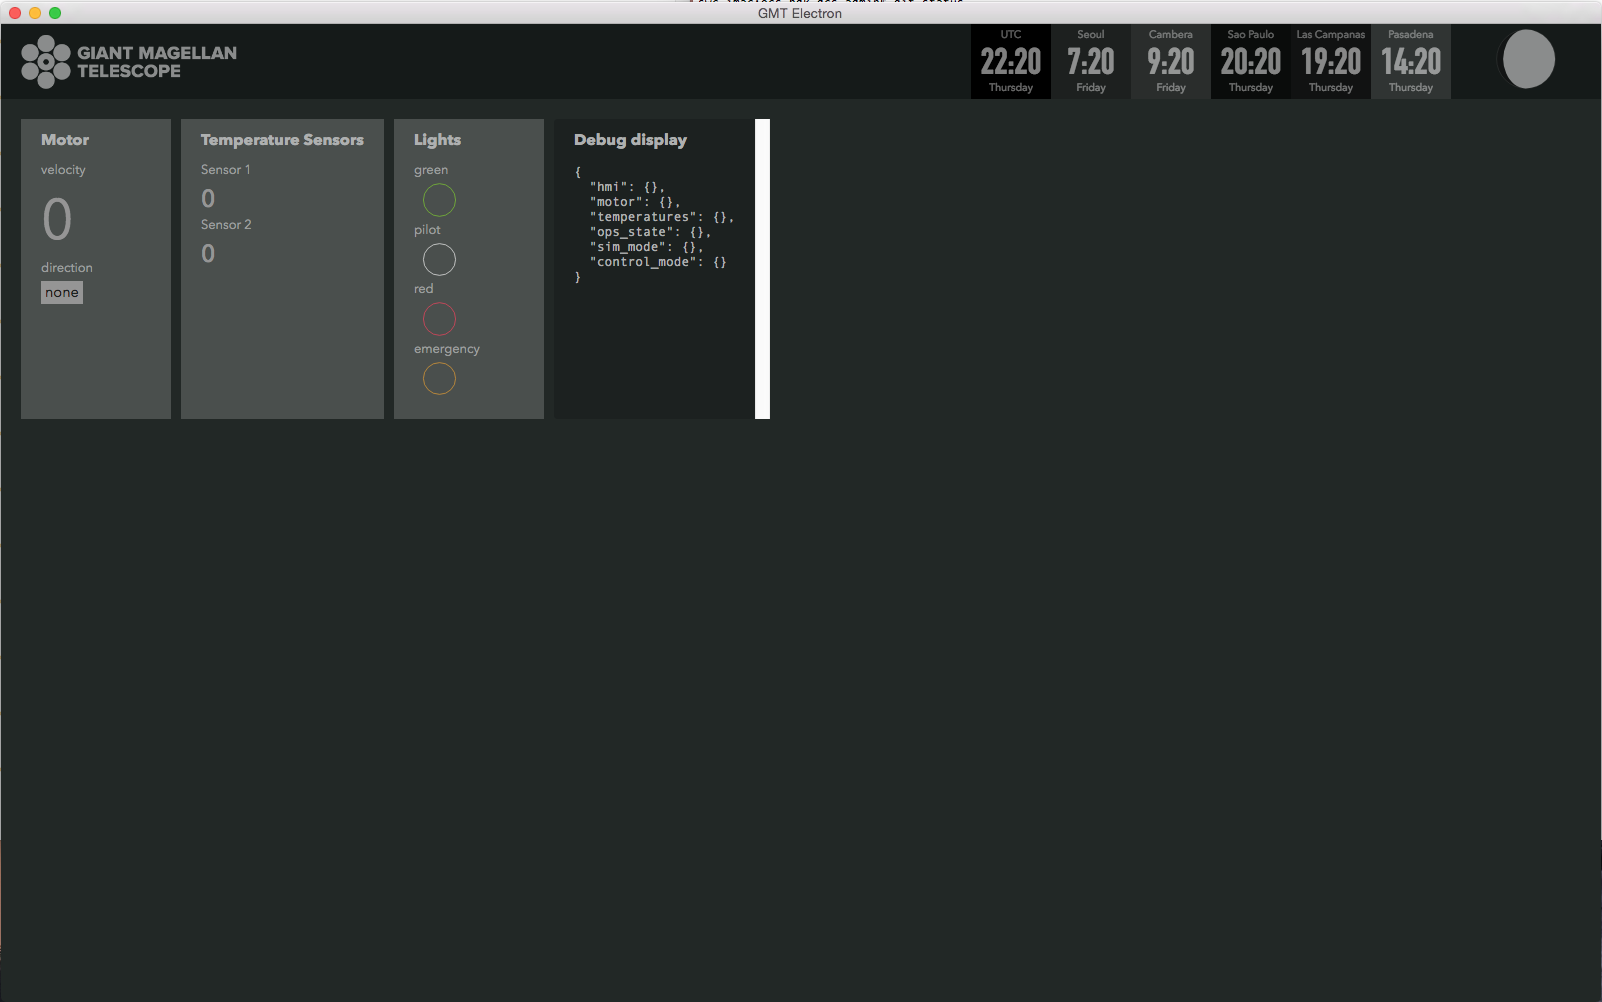 GMT Electron
GIANT MAGELLAN
TELESCOPE
UTC
22:20
Thursday
Seoul
7:20
Friday
Cambera
9:20
Friday
Sao Paulo
20:20
Thursday
Las Campanas
19:20
Thursday
Pasadena
14:20
Thursday
Motor
velocity
0
direction
none
Temperature Sensors
Sensor 1
0
Sensor 2
0
Lights
green
pilot
red
emergency
Debug display
{
"hmi": {},
"motor": {},
"temperatures": {},
"ops_state": {},
"sim_mode": {},
"control_mode": {}
}